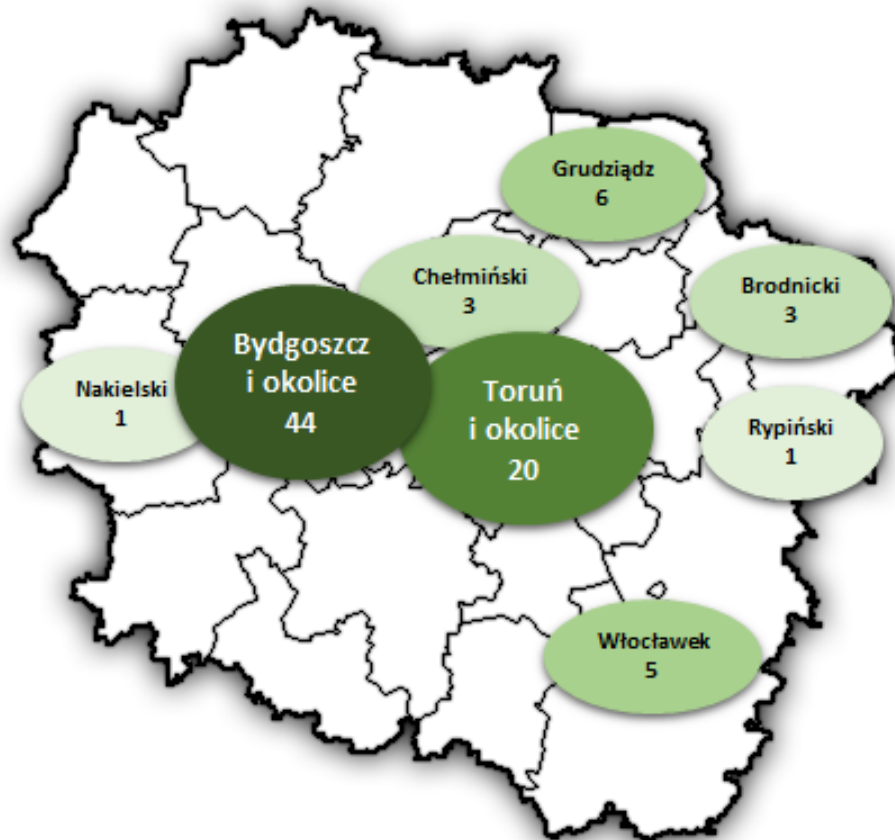 Grudziądz
6
Chełmiński
3
Brodnicki
3
Bydgoszcz
i okolice
44
Toruń
i okolice
20
Nakielski
1
Rypiński
1
Włocławek
5